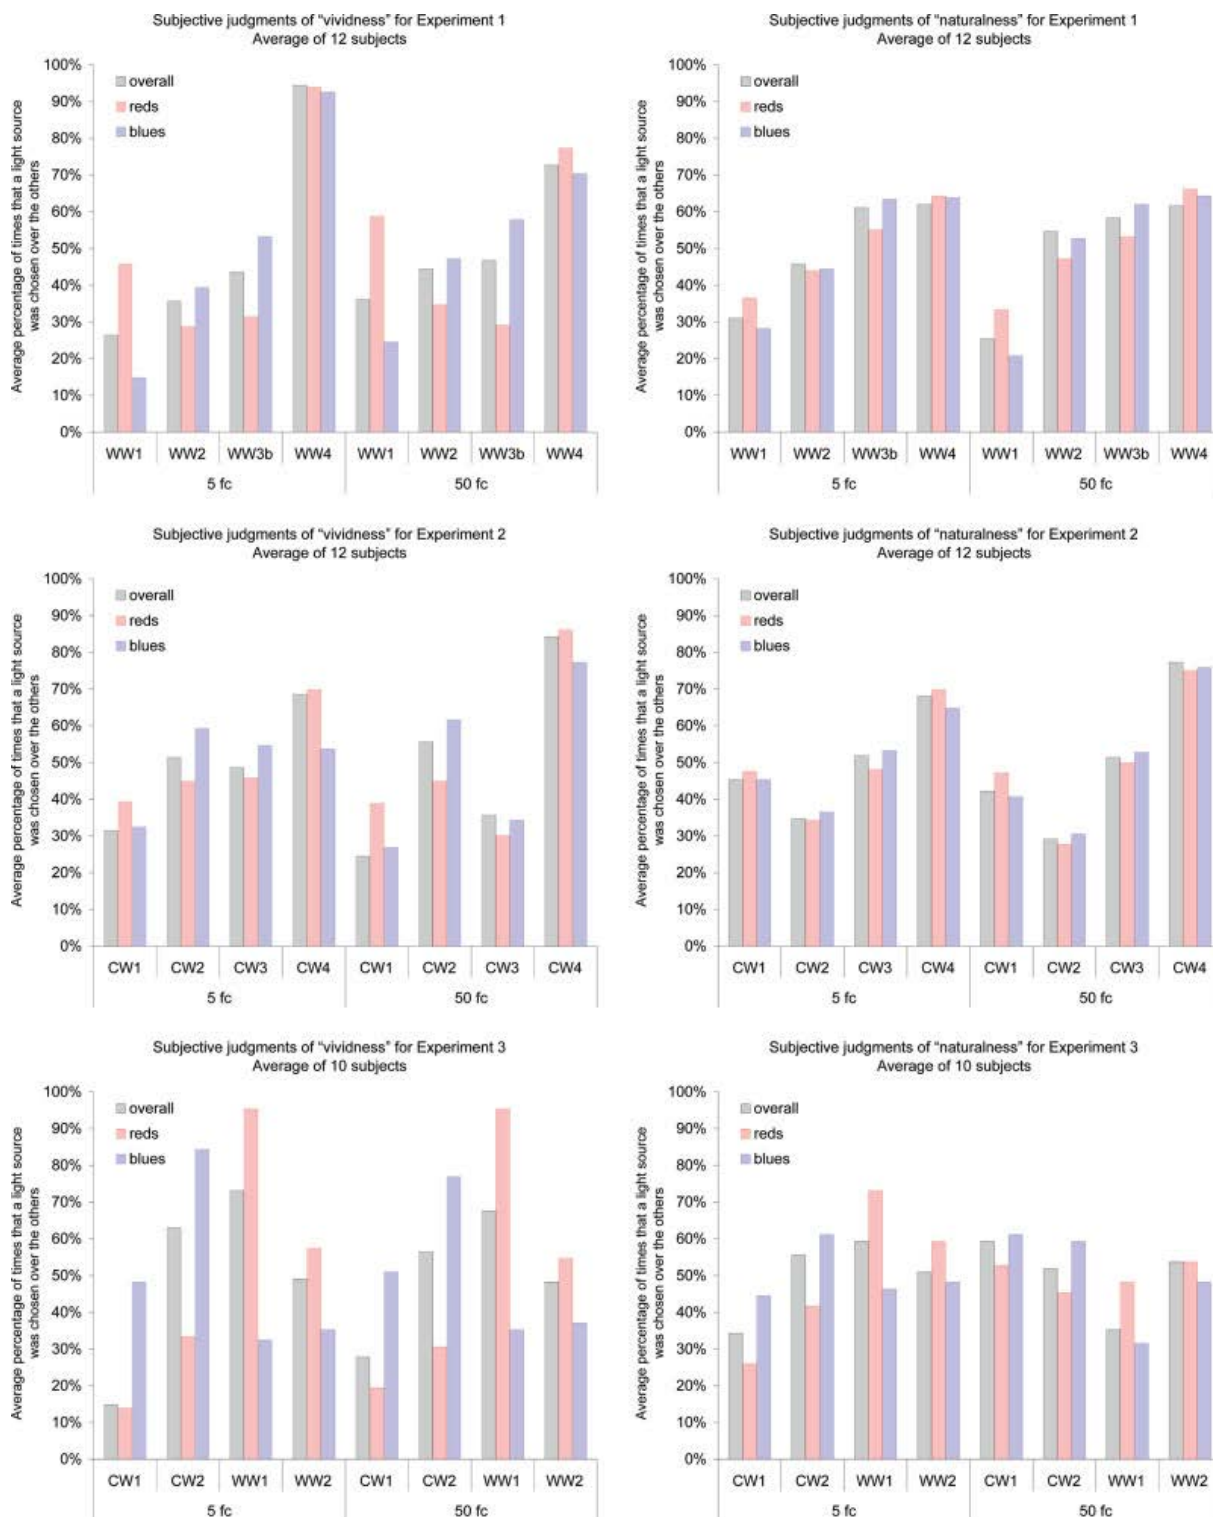 Subjective judgments of “vividness” for Experiment 1
Average of 12 subjects
Average percentage of times that a light source
was chosen over the others
100%
90%
80%
70%
60%
50%
40%
30%
20%
10%
0%
overall
reds
blues
WW1 WW2 WW3b WW4 WW1 WW2 WW3b WW4
5 fc 50 fc
Subjective judgments of “naturalness” for Experiment 1
Average of 12 subjects
Average percentage of times that a light source
was chosen over the others
100%
90%
80%
70%
60%
50%
40%
30%
20%
10%
0%
overall
reds
blues
WW1 WW2 WW3b WW4 WW1 WW2 WW3b WW4
5 fc 50 fc
Subjective judgments of “vividness” for Experiment 2
Average of 12 subjects
Average percentage of times that a light source
was chosen over the others
100%
90%
80%
70%
60%
50%
40%
30%
20%
10%
0%
overall
reds
blues
CW1 CW2 CW3 CW4 CW1 CW2 CW3 CW4
5 fc 50 fc
Subjective judgments of “naturalness” for Experiment 2
Average of 12 subjects
Average percentage of times that a light source
was chosen over the others
100%
90%
80%
70%
60%
50%
40%
30%
20%
10%
0%
overall
reds
blues
CW1 CW2 CW3 CW4 CW1 CW2 CW3 CW4
5 fc 50 fc
Subjective judgments of “vividness” for Experiment 3
Average of 10 subjects
Average percentage of times that a light source
was chosen over the others
100%
90%
80%
70%
60%
50%
40%
30%
20%
10%
0%
overall
reds
blues
CW1 CW2 WW1 WW2 CW1 CW2 WW1 WW2
5 fc 50 fc
Subjective judgments of “naturalness” for Experiment 3
Average of 10 subjects
Average percentage of times that a light source
was chosen over the others
100%
90%
80%
70%
60%
50%
40%
30%
20%
10%
0%
overall
reds
blues
CW1 CW2 WW1 WW2 CW1 CW2 WW1 WW2
5 fc 50 fc